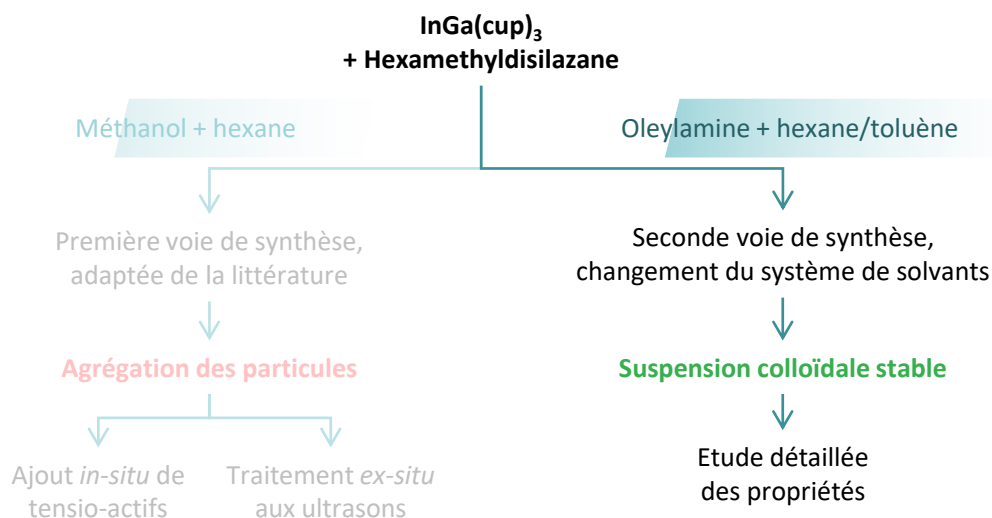 InGa(cup)3
+ Hexamethyldisilazane
Méthanol + hexane
Oleylamine + hexane/toluène
Première voie de synthèse,
adaptée de la littérature
Seconde voie de synthèse,
changement du système de solvants
Agrégation des particules
Suspension colloïdale stable
Ajout in-situ de
tensio-actifs
Traitement ex-situ
aux ultrasons
Etude détaillée
des propriétés